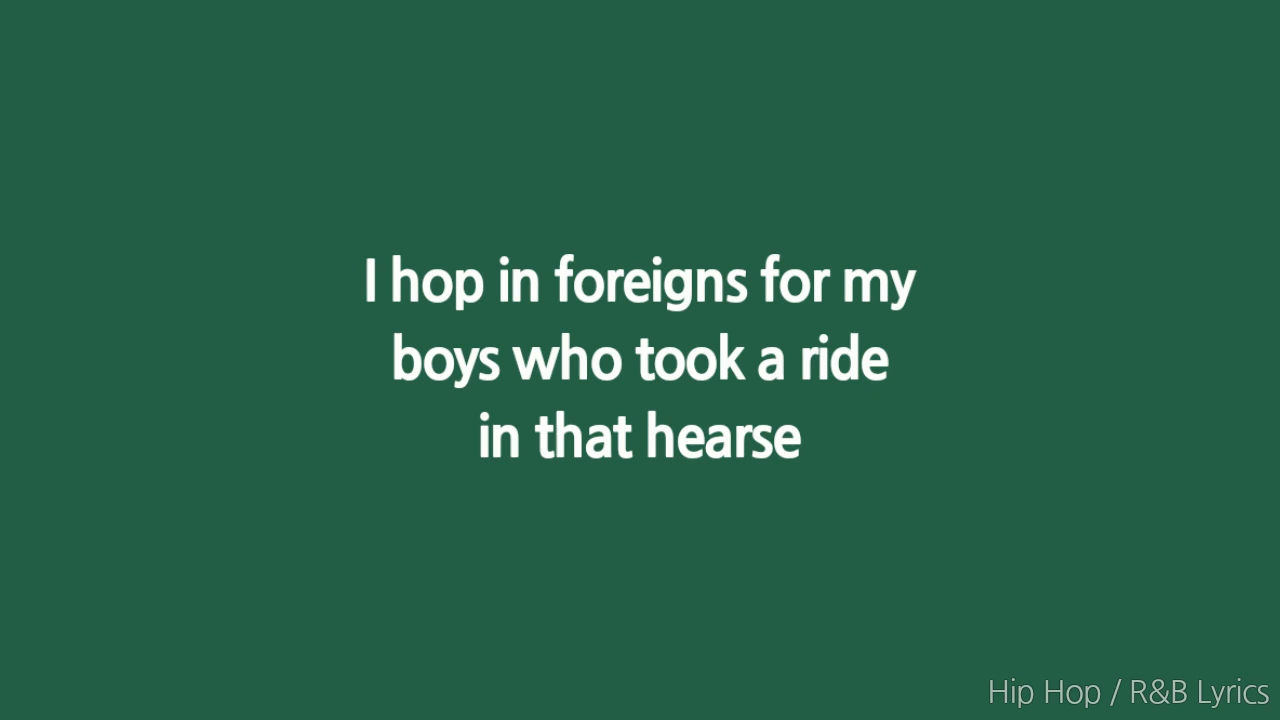 I hop in foreigns for my
boys who took a ride
in that hearse
Hip Hop / R&B Lyrics